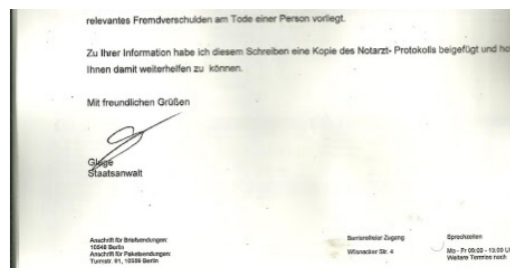 relevantes Fremdverschulden am Tode einer Person vorliegt.
Zu Ihrer Information habe ich diesem Schreiben eine Kopie des Notarzt- Protokolls beigefügt und ho
Ihnen damit weiterhelfen zu können.
Mit freundlichen Grüßen
Gloge
Staatsanwalt
Anschrift für Briefsendungen:
10548 Berlin
Anschrift für Paketsendungen:
Turmstr. 91, 10559 Berlin
Barrierefreier Zugang
Wilsnacker Str. 4
Sprechzeiten
Mo - Fr 09:00 - 13:00 U
Weitere Termine nach